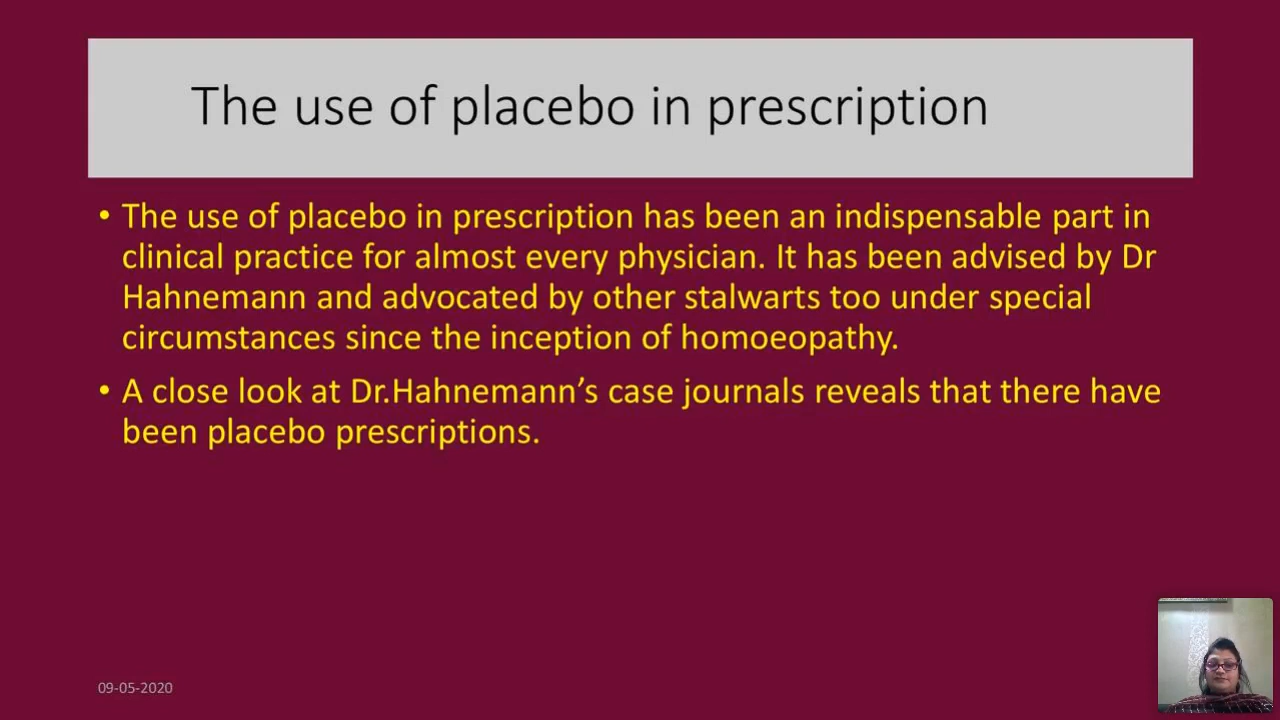 The use of placebo in prescription
• The use of placebo in prescription has been an indispensable part in
clinical practice for almost every physician. It has been advised by Dr
Hahnemann and advocated by other stalwarts too under special
circumstances since the inception of homoeopathy.
• A close look at Dr.Hahnemann’s case journals reveals that there have
been placebo prescriptions.
09-05-2020